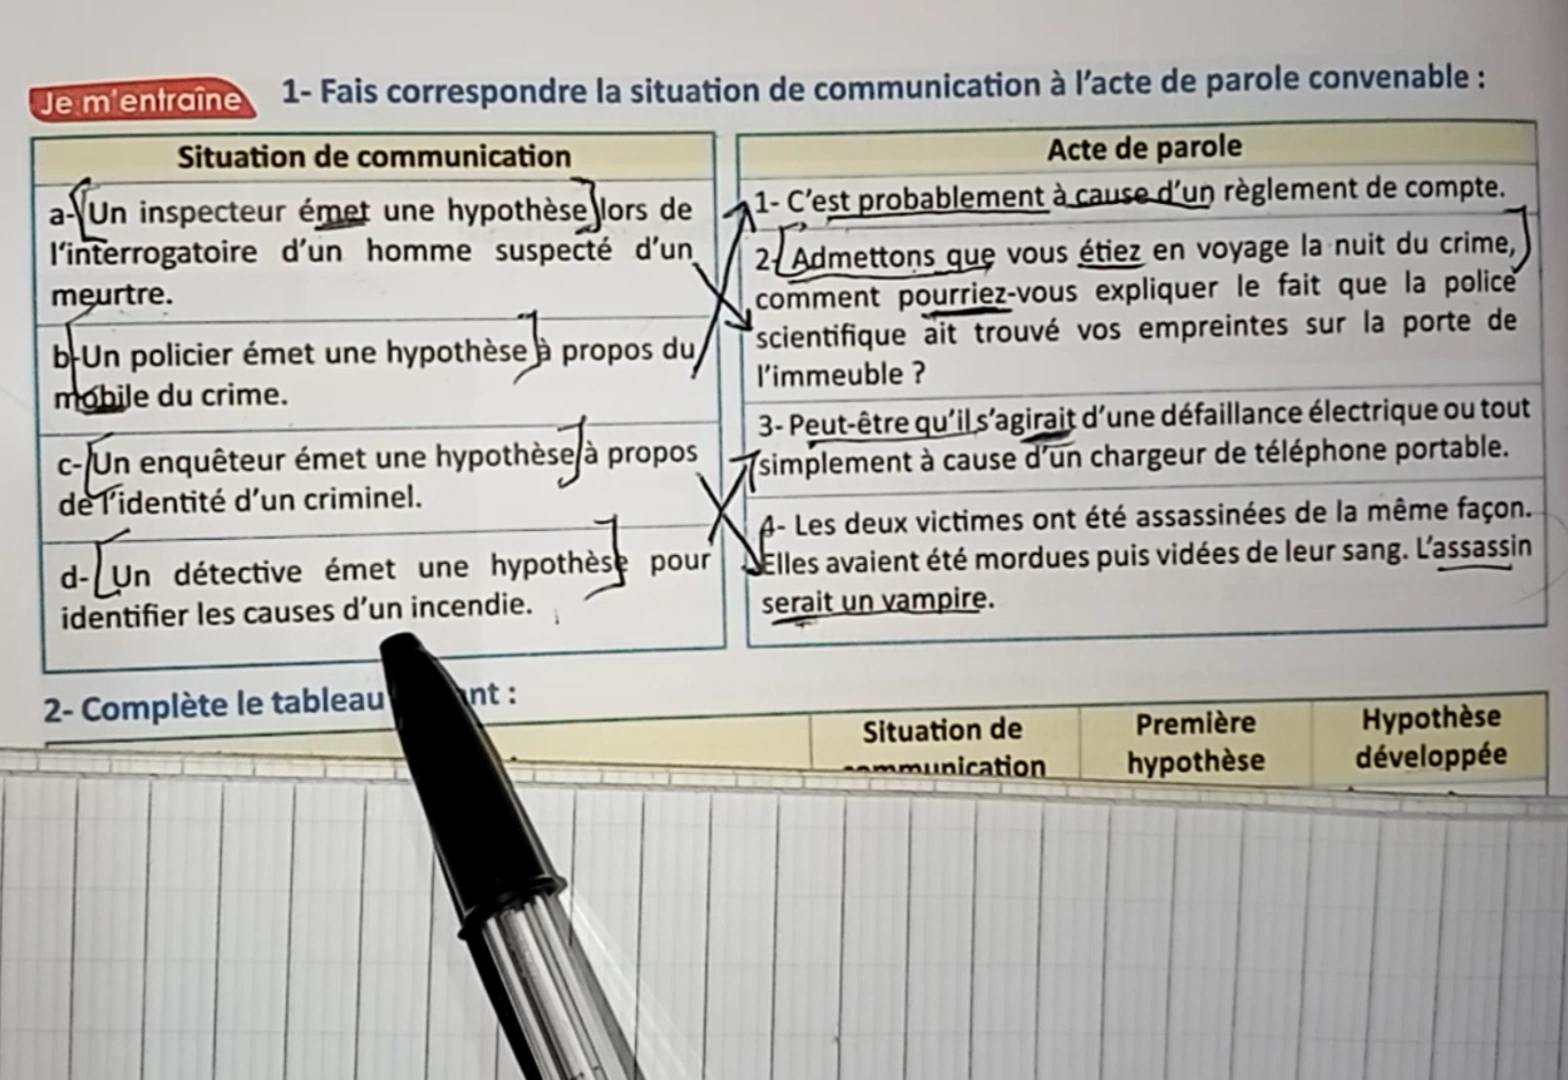 Je m'entraîne 1- Fais correspondre la situation de communication à l'acte de parole convenable :
Situation de communication
a- Un inspecteur émet une hypothèse lors de
l'interrogatoire d'un homme suspecté d'un
meurtre.
b- Un policier émet une hypothèse à propos du
mobile du crime.
c- Un enquêteur émet une hypothèse à propos
de l'identité d'un criminel.
d- Un détective émet une hypothèse pour
identifier les causes d'un incendie.
Acte de parole
1- C'est probablement à cause d'un règlement de compte.
2- Admettons que vous étiez en voyage la nuit du crime,
comment pourriez-vous expliquer le fait que la police
scientifique ait trouvé vos empreintes sur la porte de
l'immeuble ?
3- Peut-être qu'il s'agirait d'une défaillance électrique ou tout
simplement à cause d'un chargeur de téléphone portable.
4- Les deux victimes ont été assassinées de la même façon.
Elles avaient été mordues puis vidées de leur sang. L'assassin
serait un vampire.
2- Complète le tableau :
Situation de
communication
Première
hypothèse
Hypothèse
développée